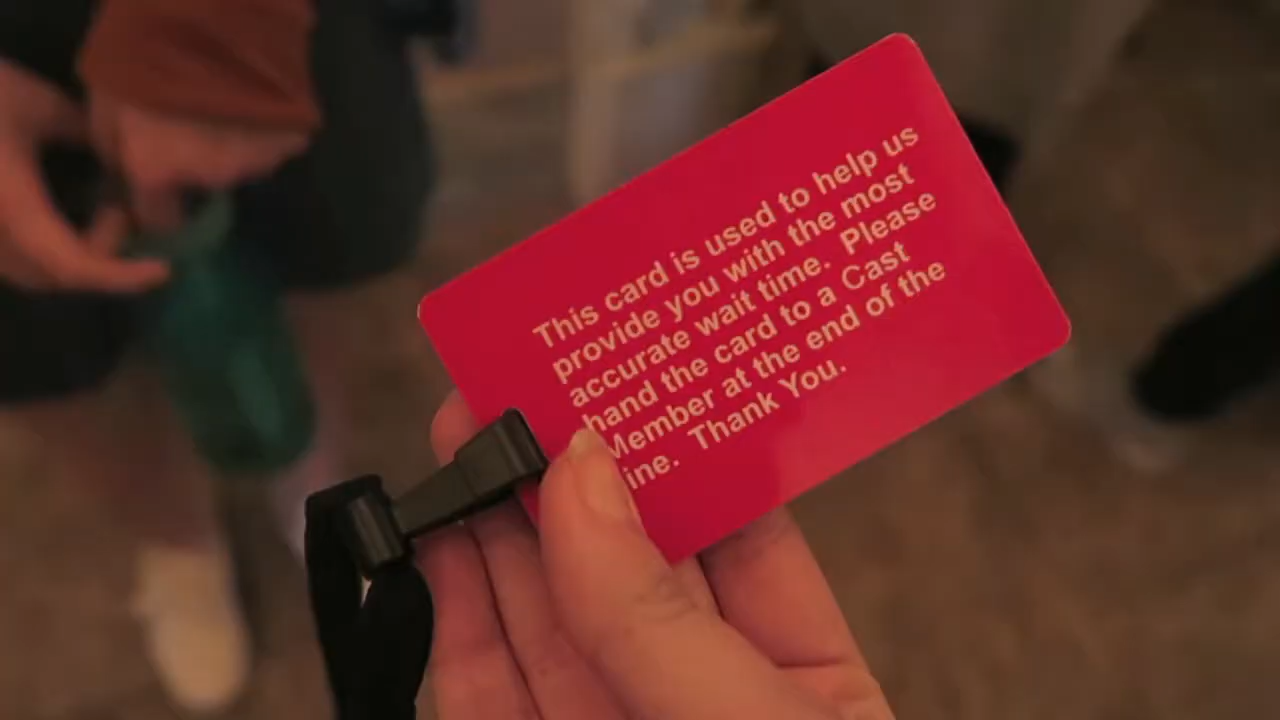 This card is used to help us
provide you with the most
accurate wait time. Please
hand the card to a Cast
Member at the end of the
line. Thank You.